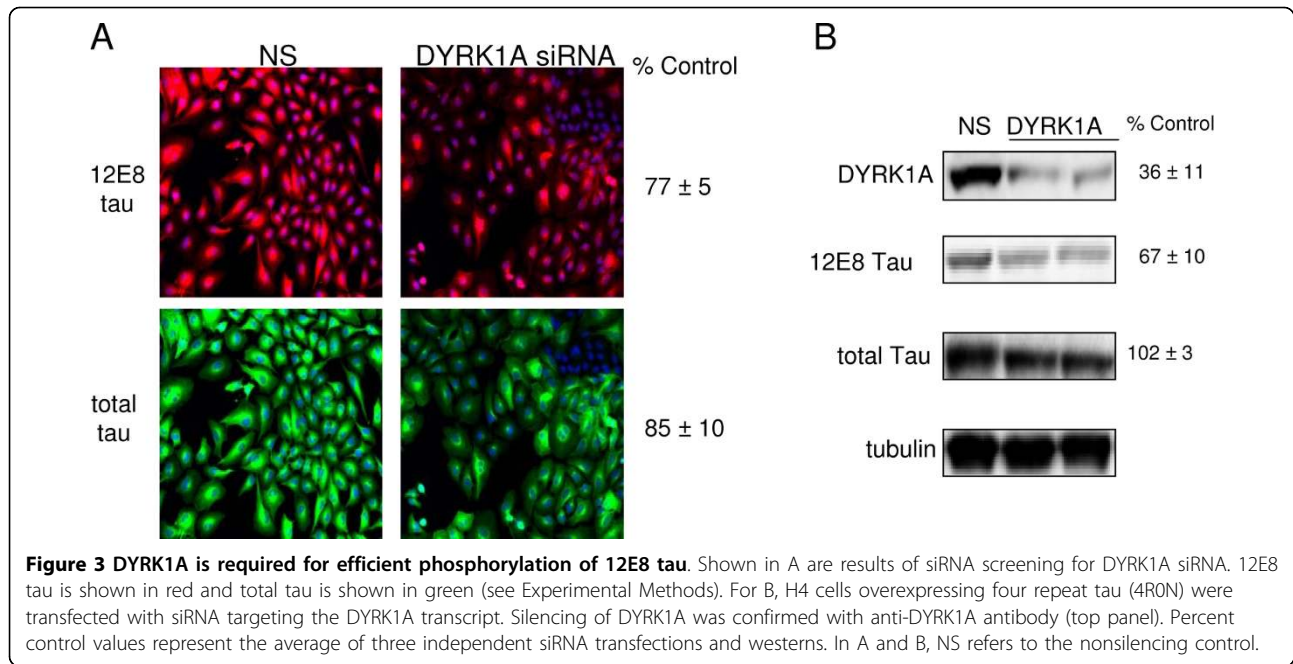 A
B
NS
DYRK1A siRNA
% Control
12E8
tau
77 ± 5
total
tau
85 ± 10
NS
DYRK1A
% Control
DYRK1A
36 ± 11
12E8 Tau
67 ± 10
total Tau
102 ± 3
tubulin
Figure 3 DYRK1A is required for efficient phosphorylation of 12E8 tau. Shown in A are results of siRNA screening for DYRK1A siRNA. 12E8
tau is shown in red and total tau is shown in green (see Experimental Methods). For B, H4 cells overexpressing four repeat tau (4R0N) were
transfected with siRNA targeting the DYRK1A transcript. Silencing of DYRK1A was confirmed with anti-DYRK1A antibody (top panel). Percent
control values represent the average of three independent siRNA transfections and westerns. In A and B, NS refers to the nonsilencing control.